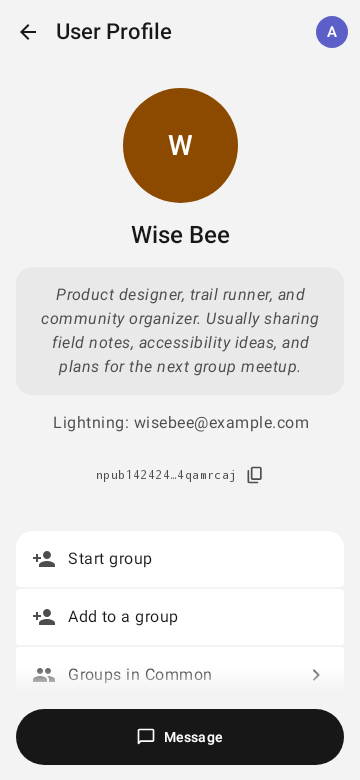 User Profile
A
W
Wise Bee
Product designer, trail runner, and
community organizer. Usually sharing
field notes, accessibility ideas, and
plans for the next group meetup.
Lightning: wisebee@example.com
npub142424…4qamrcaj
Start group
Add to a group
Groups in Common
Message